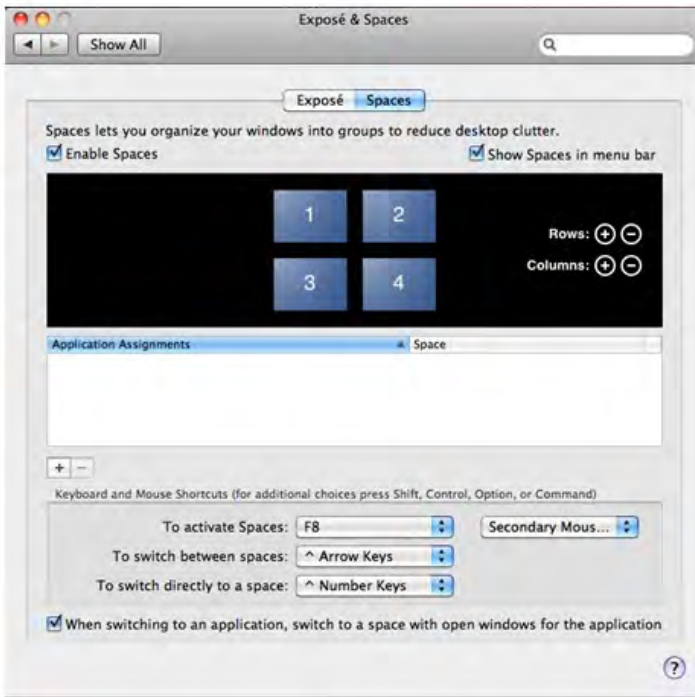 Exposé & Spaces
Show All
Exposé Spaces
Spaces lets you organize your windows into groups to reduce desktop clutter.
Enable Spaces Show Spaces in menu bar
1 2
Rows: + −
Columns: + −
3 4
Application Assignments Space
+ −
Keyboard and Mouse Shortcuts (for additional choices press Shift, Control, Option, or Command)
To activate Spaces: F8 Secondary Mous...
To switch between spaces: ^ Arrow Keys
To switch directly to a space: ^ Number Keys
When switching to an application, switch to a space with open windows for the application
?